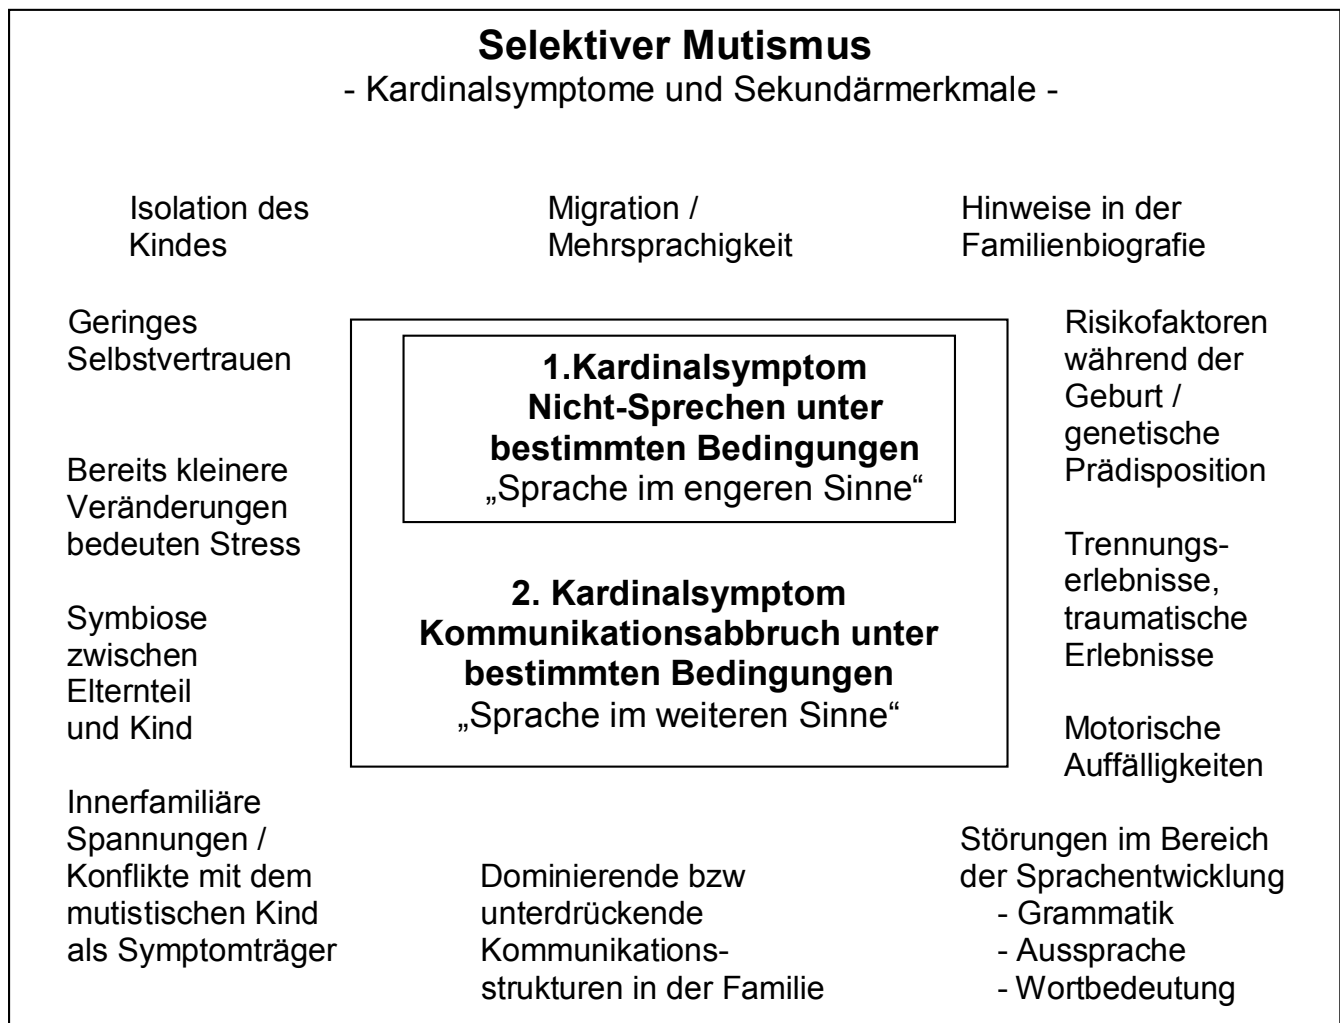 Selektiver Mutismus
- Kardinalsymptome und Sekundärmerkmale -
Isolation des
Kindes
Migration /
Mehrsprachigkeit
Hinweise in der
Familienbiografie
Geringes
Selbstvertrauen
Bereits kleinere
Veränderungen
bedeuten Stress
Symbiose
zwischen
Elternteil
und Kind
Innerfamiliäre
Spannungen /
Konflikte mit dem
mutistischen Kind
als Symptomträger
1.Kardinalsymptom
Nicht-Sprechen unter
bestimmten Bedingungen
„Sprache im engeren Sinne“
2. Kardinalsymptom
Kommunikationsabbruch unter
bestimmten Bedingungen
„Sprache im weiteren Sinne“
Risikofaktoren
während der
Geburt /
genetische
Prädisposition
Trennungs-
erlebnisse,
traumatische
Erlebnisse
Motorische
Auffälligkeiten
Dominierende bzw
unterdrückende
Kommunikations-
strukturen in der Familie
Störungen im Bereich
der Sprachentwicklung
- Grammatik
- Aussprache
- Wortbedeutung